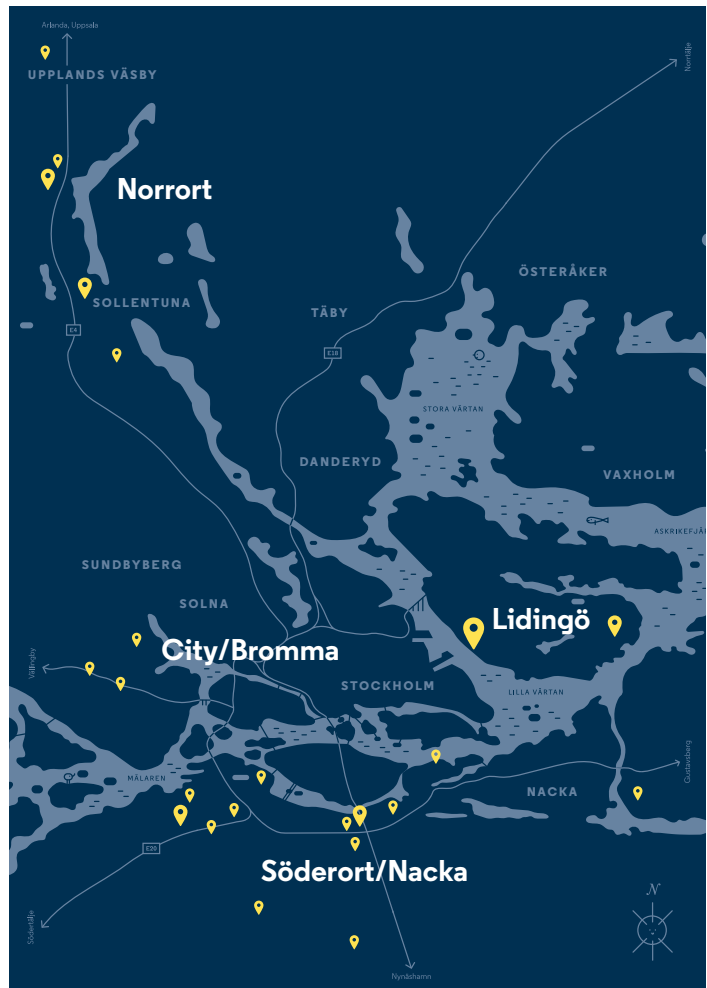 Arlanda, Uppsala
Norrtälje
UPPLANDS VÄSBY
Norrort
ÖSTERÅKER
SOLLENTUNA
TÄBY
E4
E18
STORA VÄRTAN
DANDERYD
VAXHOLM
ASKRIKEFJÄR
SUNDBYBERG
SOLNA
Lidingö
City/Bromma
Vällingby
STOCKHOLM
LILLA VÄRTAN
Gustavsberg
MÄLAREN
NACKA
E20
Söderort/Nacka
N
Södertälje
Nynäshamn